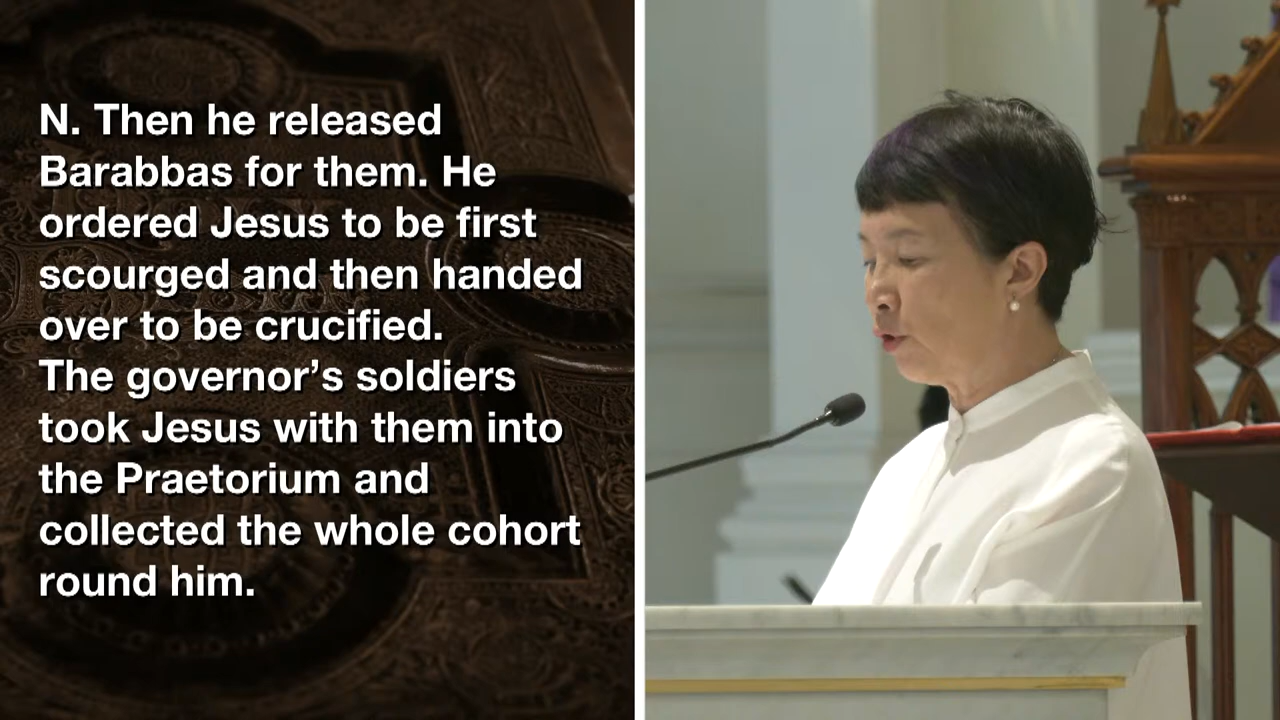 N. Then he released
Barabbas for them. He
ordered Jesus to be first
scourged and then handed
over to be crucified.
The governor’s soldiers
took Jesus with them into
the Praetorium and
collected the whole cohort
round him.